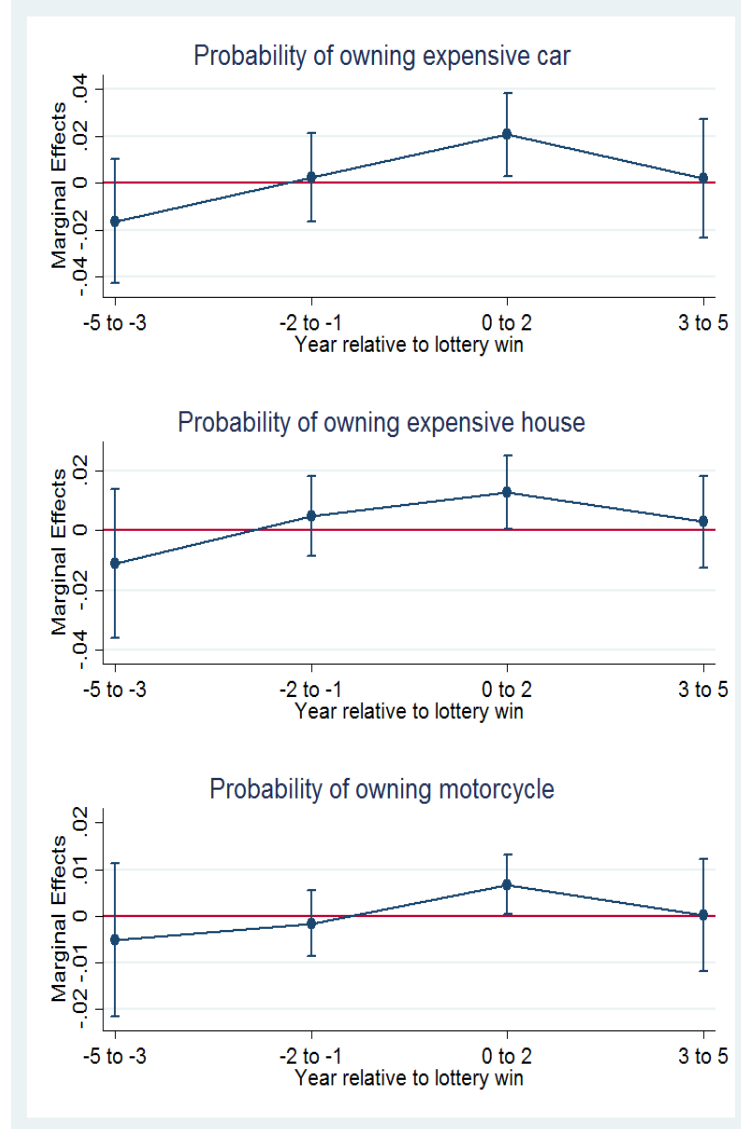 Probability of owning expensive car
Marginal Effects
.04
.02
0
-.02
-.04
-5 to -3
-2 to -1
0 to 2
3 to 5
Year relative to lottery win
Probability of owning expensive house
Marginal Effects
.02
0
-.02
-.04
-5 to -3
-2 to -1
0 to 2
3 to 5
Year relative to lottery win
Probability of owning motorcycle
Marginal Effects
.02
.01
0
-.01
-.02
-5 to -3
-2 to -1
0 to 2
3 to 5
Year relative to lottery win